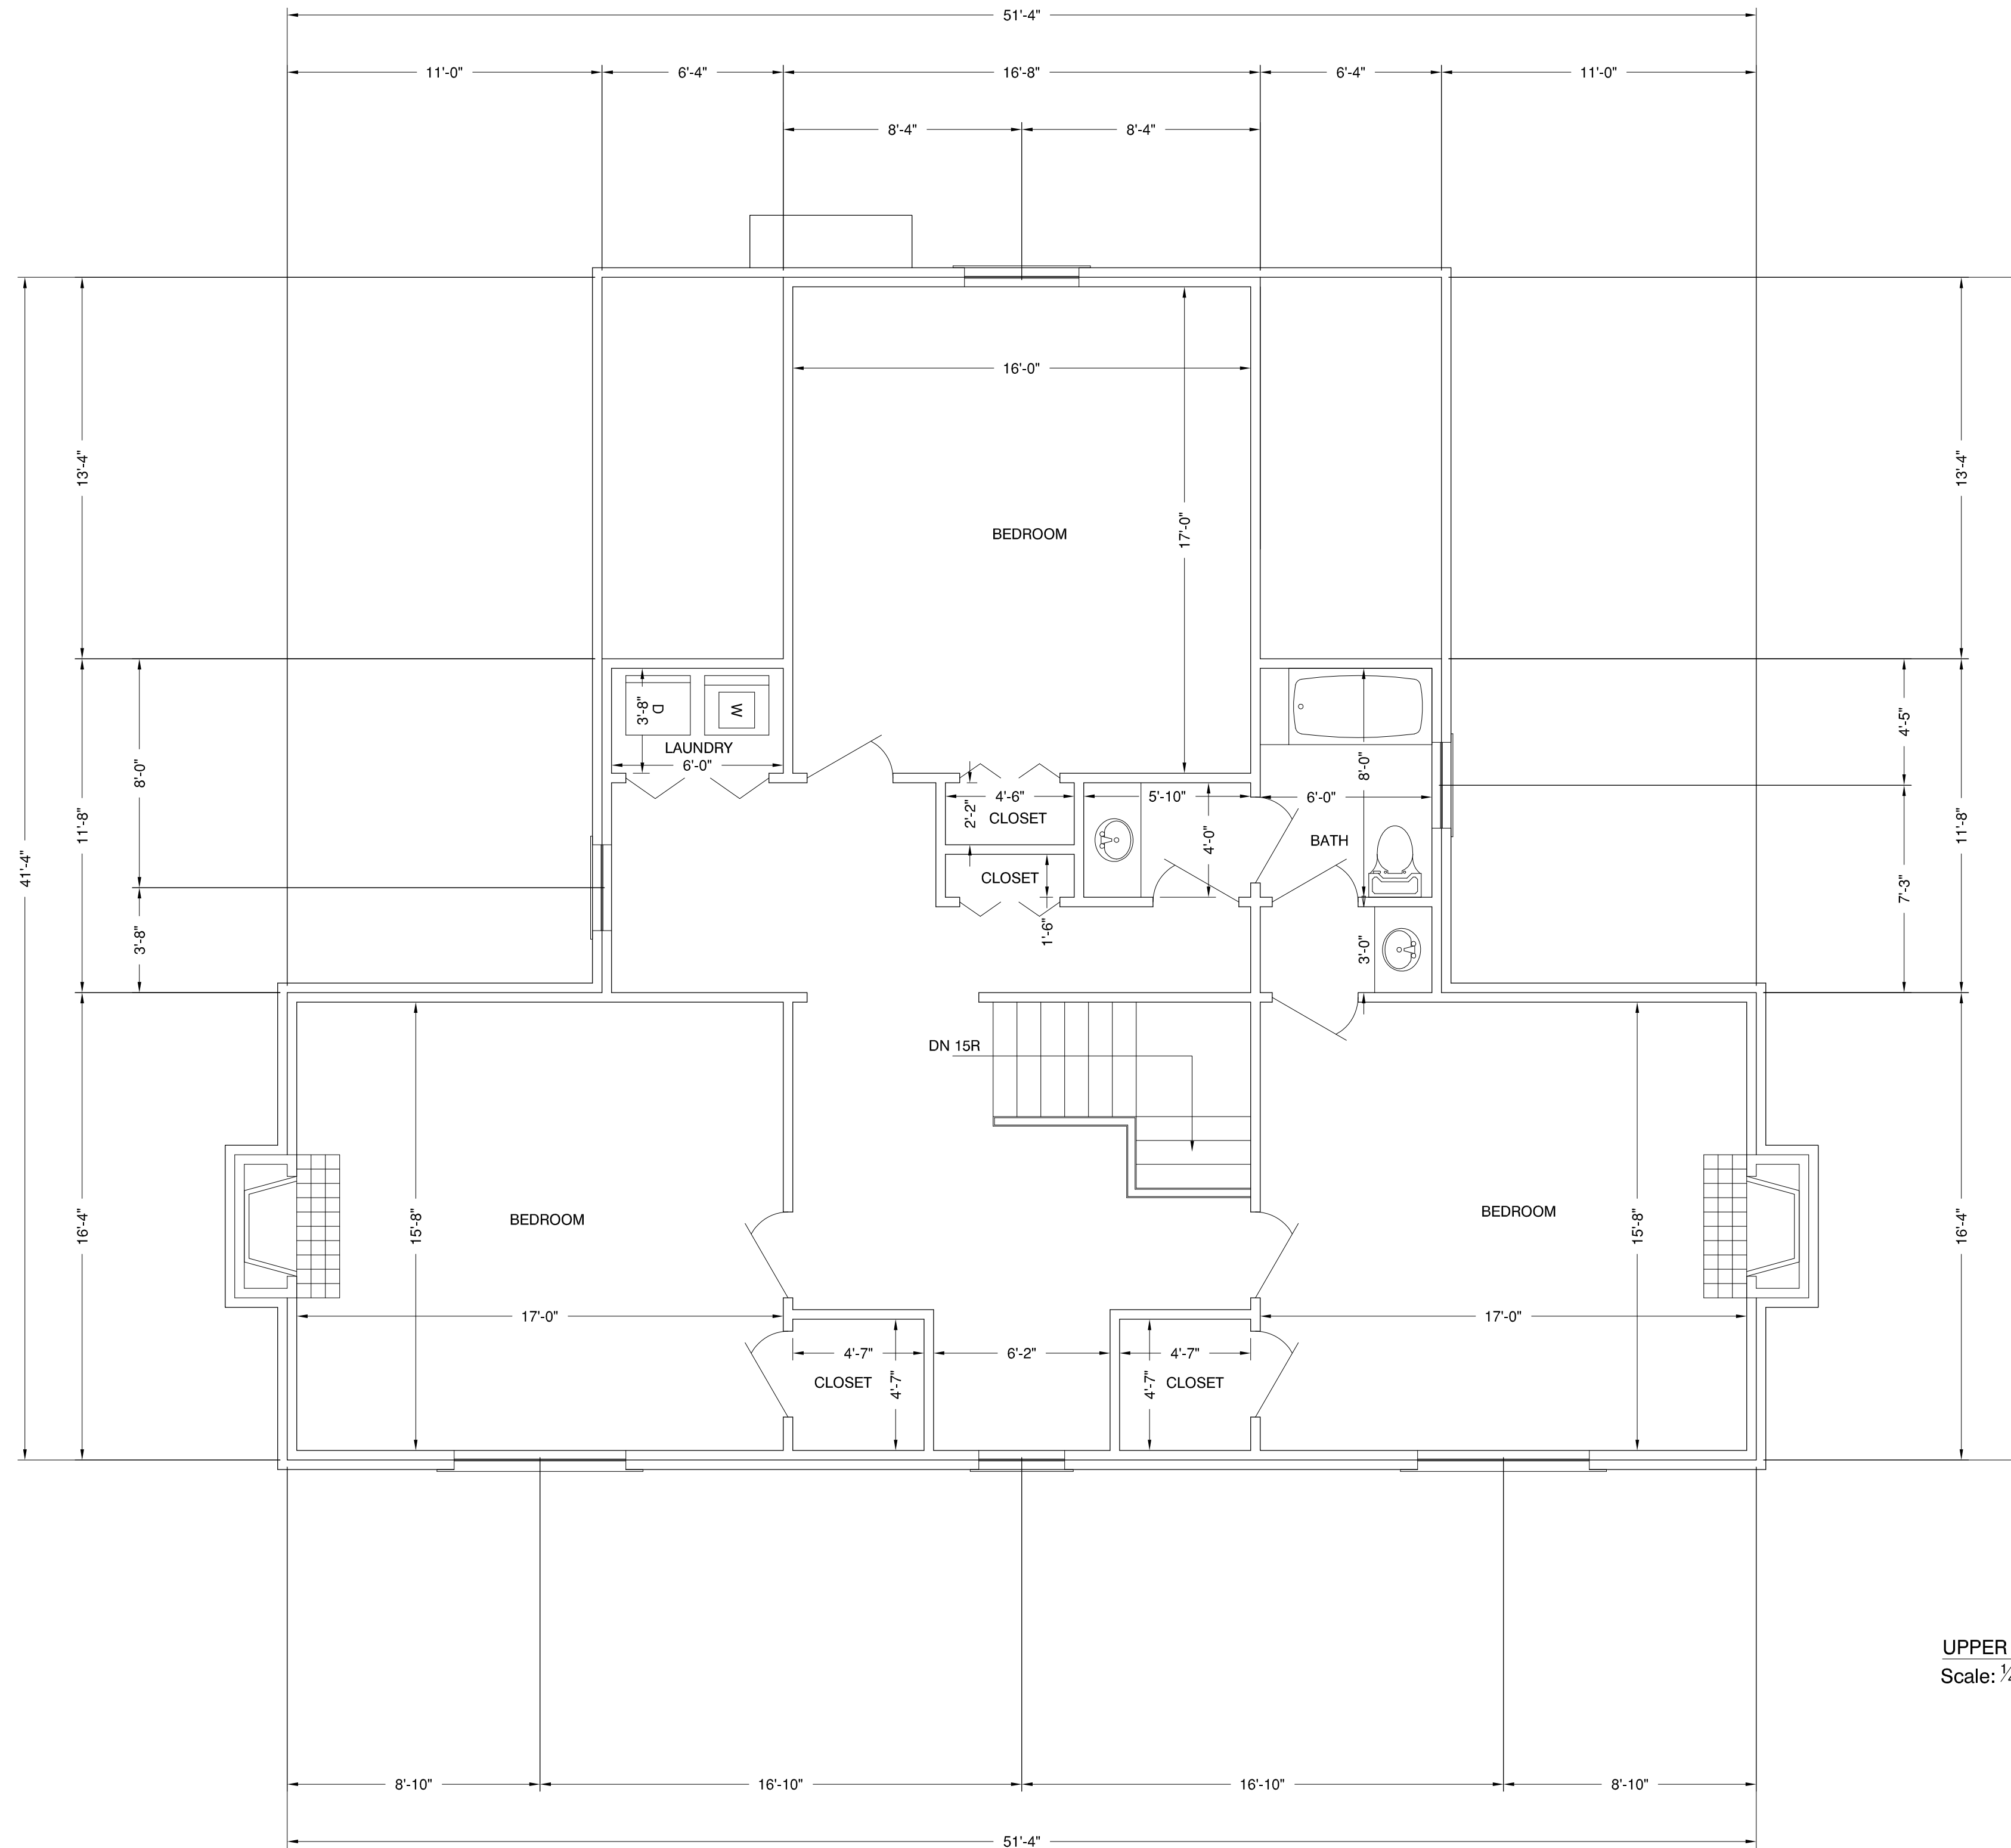 51'-4"
11'-0" 6'-4" 16'-8" 6'-4" 11'-0"
8'-4" 8'-4"
16'-0"
13'-4" 13'-4"
17'-0"
BEDROOM
3'-8" D W
4'-5"
LAUNDRY
6'-0"
8'-0" 8'-0"
4'-6" 5'-10" 6'-0"
2'-2" CLOSET 4'-0"
11'-8" BATH 11'-8"
41'-4"
CLOSET
7'-3"
1'-6"
3'-8" 3'-0"
DN 15R
BEDROOM BEDROOM
16'-4" 15'-8" 15'-8" 16'-4"
17'-0" 17'-0"
4'-7" 6'-2" 4'-7"
CLOSET 4'-7" 4'-7" CLOSET
UPPER
Scale: ¼
8'-10" 16'-10" 16'-10" 8'-10"
51'-4"